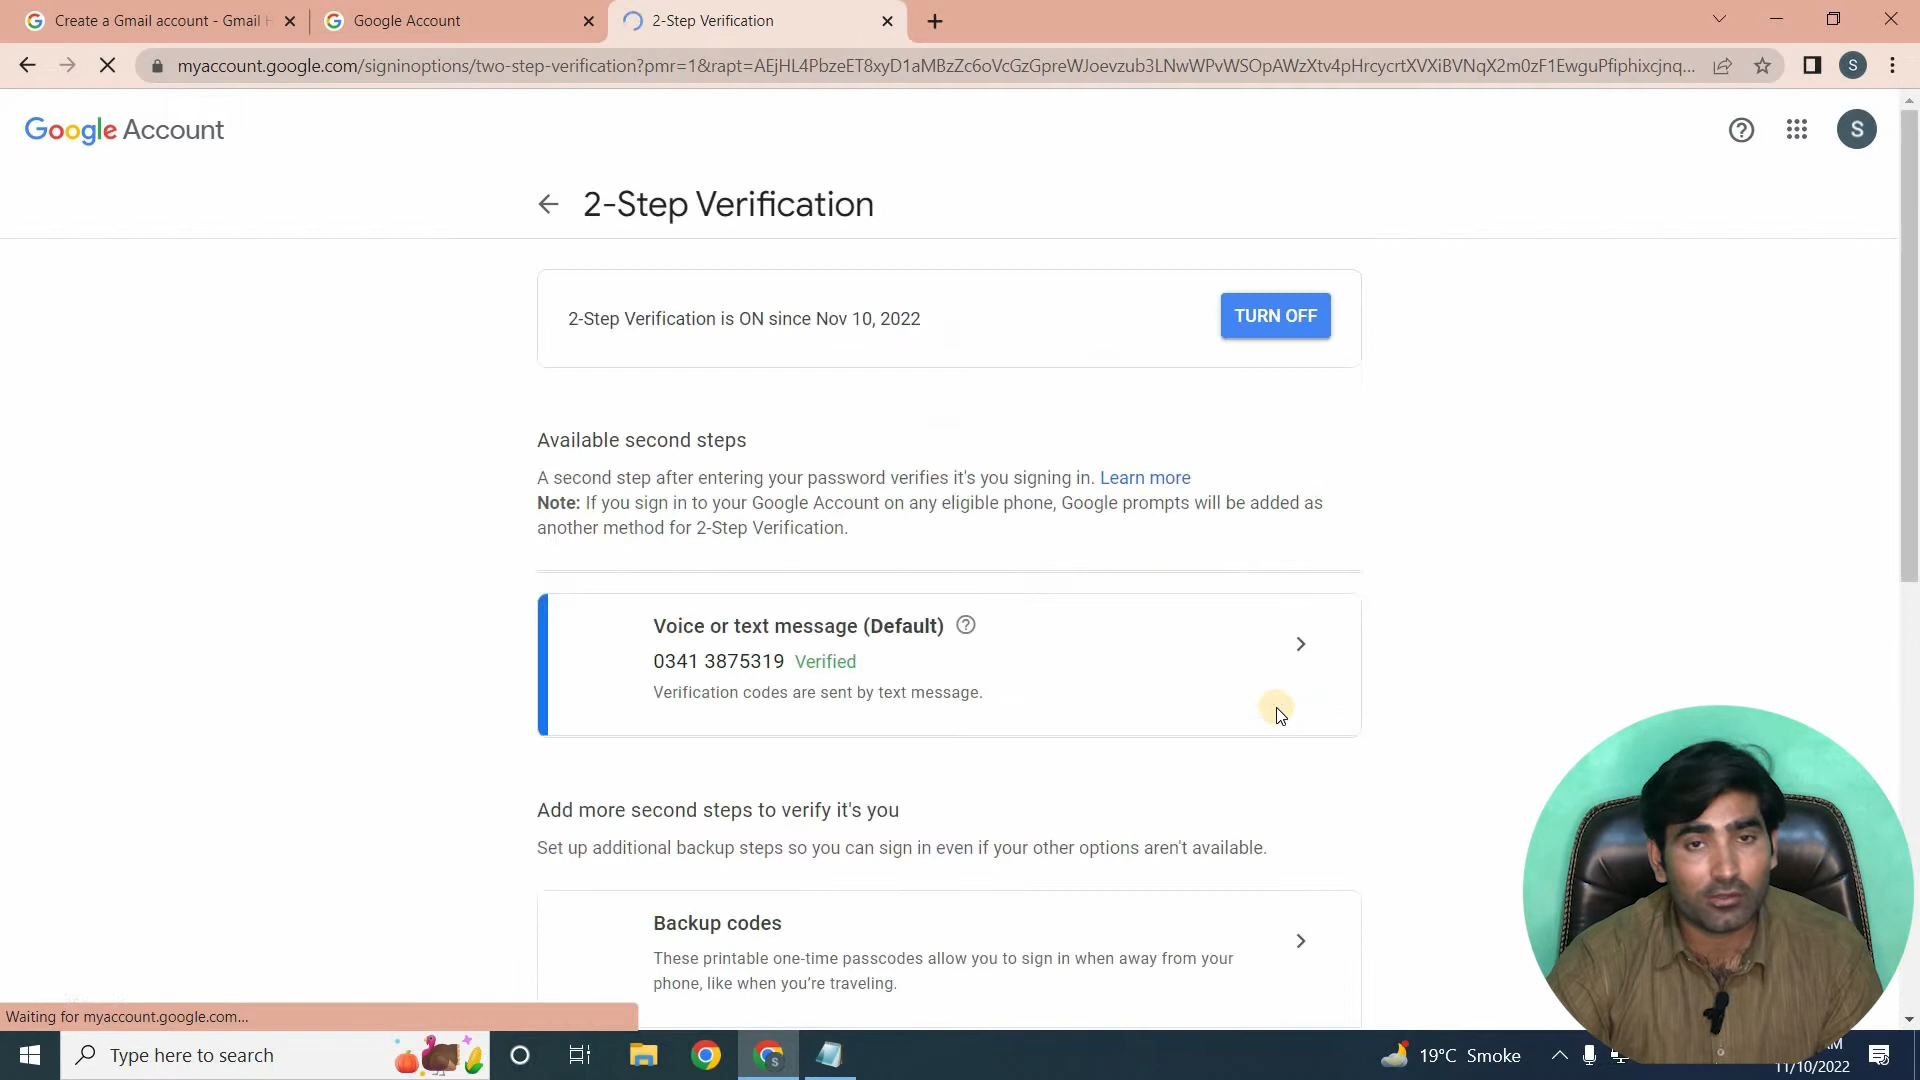 Create a Gmail account - Gmail H
Google Account
2-Step Verification
myaccount.google.com/signinoptions/two-step-verification?pmr=1&rapt=AEjHL4PbzeET8xyD1aMBzZc6oVcGzGpreWJoevzub3LNwWPvWSOpAWzXtv4pHrcycrtXVXiBVNqX2m0zF1EwguPfiphixcjnq...
S
Google Account
S
2-Step Verification
2-Step Verification is ON since Nov 10, 2022
TURN OFF
Available second steps
A second step after entering your password verifies it's you signing in. Learn more
Note: If you sign in to your Google Account on any eligible phone, Google prompts will be added as
another method for 2-Step Verification.
Voice or text message (Default)
0341 3875319 Verified
Verification codes are sent by text message.
Add more second steps to verify it's you
Set up additional backup steps so you can sign in even if your other options aren't available.
Backup codes
These printable one-time passcodes allow you to sign in when away from your
phone, like when you're traveling.
Waiting for myaccount.google.com...
Type here to search
S
19°C Smoke
AM
11/10/2022